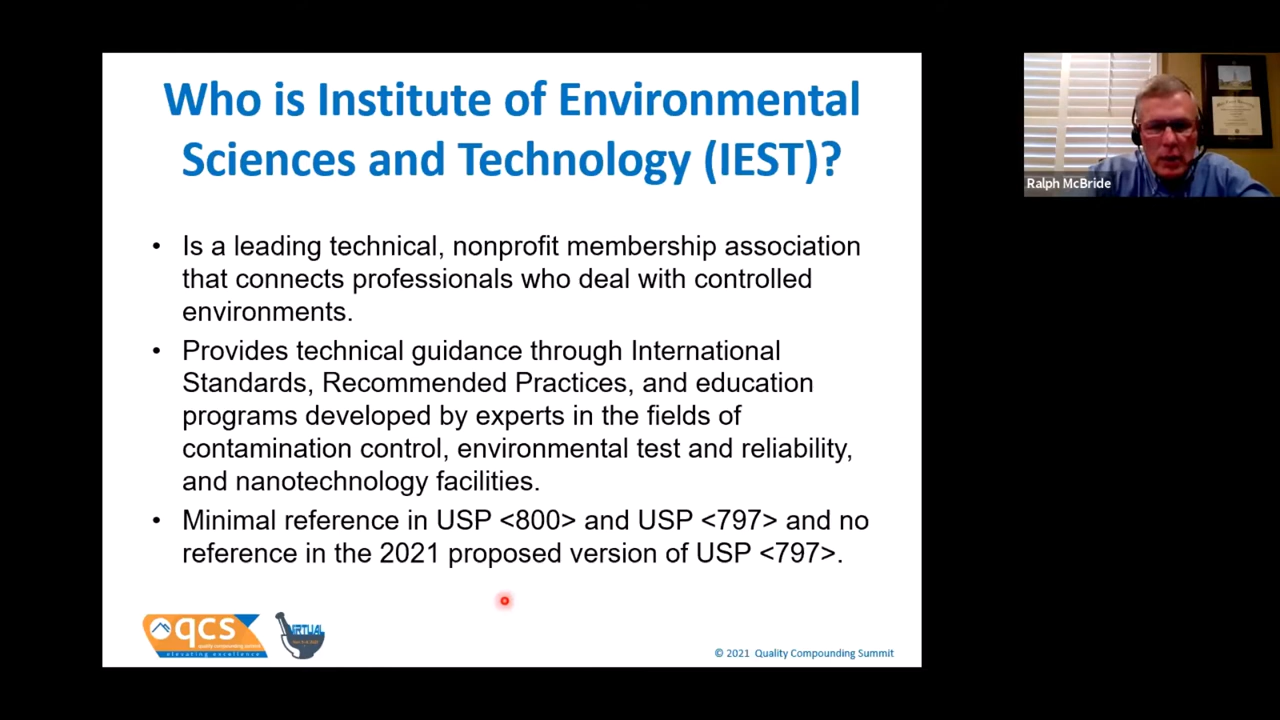 Who is Institute of Environmental
Sciences and Technology (IEST)?
• Is a leading technical, nonprofit membership association
that connects professionals who deal with controlled
environments.
• Provides technical guidance through International
Standards, Recommended Practices, and education
programs developed by experts in the fields of
contamination control, environmental test and reliability,
and nanotechnology facilities.
• Minimal reference in USP <800> and USP <797> and no
reference in the 2021 proposed version of USP <797>.
qcs
quality compounding summit
elevating excellence
VIRTUAL
© 2021 Quality Compounding Summit
Ralph McBride